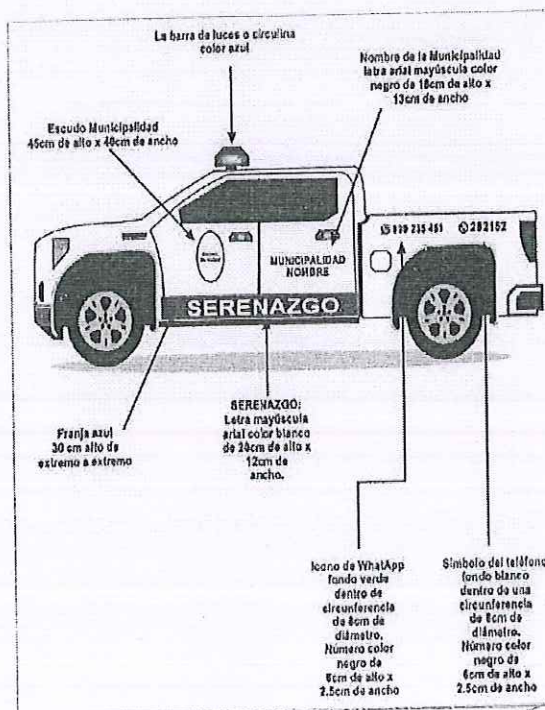 La barra de luces o circulina
color azul
Nombre de la Municipalidad
letra arial mayúscula color
negro de 18cm de alto x
13cm de ancho
Escudo Municipalidad
45cm de alto x 40cm de ancho
282152
MUNICIPALIDAD
NOMBRE
SERENAZGO
Franja azul
30 cm alto de
extremo a extremo
SERENAZGO:
Letra mayúscula
arial color blanco
de 20cm de alto x
12cm de
ancho.
Icono de WhatApp
fondo verde
dentro de
circunferencia
de 8cm de
diámetro.
Número color
negro de
6cm de alto x
2.5cm de ancho
Símbolo del teléfono
fondo blanco
dentro de una
circunferencia
de 8cm de
diámetro.
Número color
negro de
6cm de alto x
2.5cm de ancho